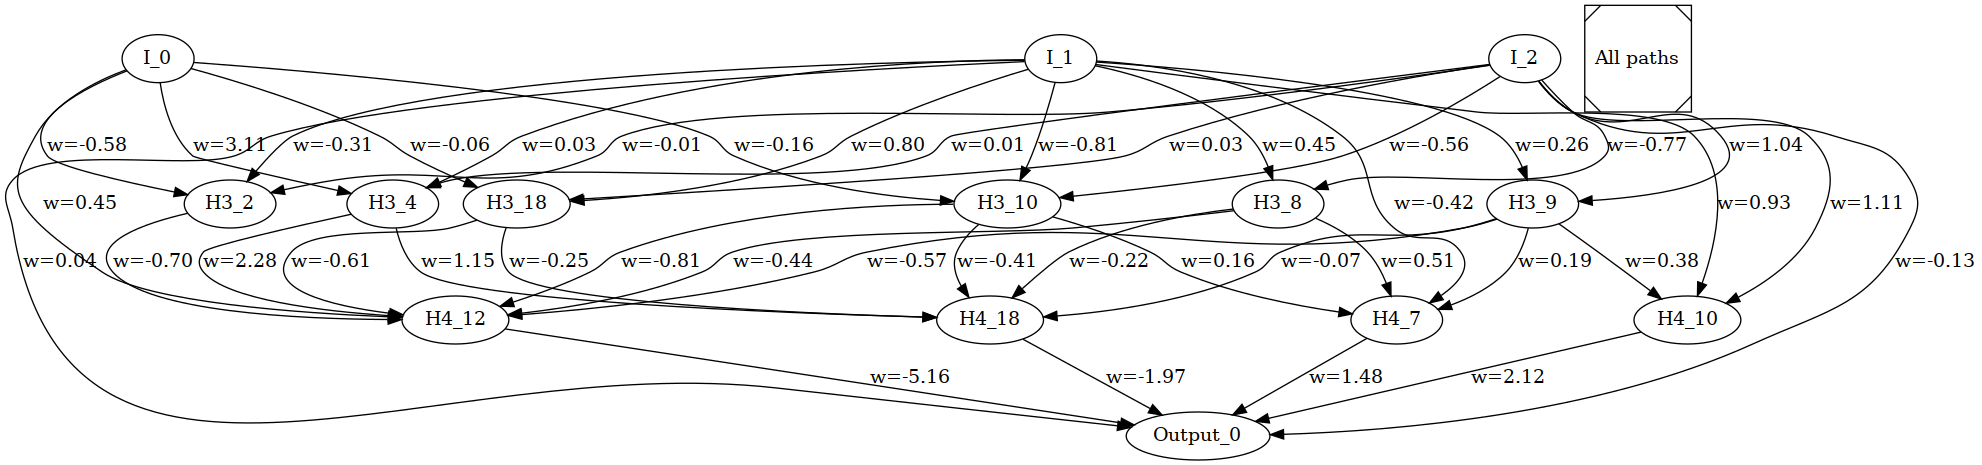 I_0
I_1
I_2
All paths
w=-0.58
w=3.11
w=-0.31
w=-0.06
w=0.03
w=-0.01
w=-0.16
w=0.80
w=0.01
w=-0.81
w=0.03
w=0.45
w=-0.56
w=0.26
w=-0.77
w=1.04
w=0.45
H3_2
H3_4
H3_18
H3_10
H3_8
w=-0.42
H3_9
w=0.93
w=1.11
w=0.04
w=-0.70
w=2.28
w=-0.61
w=1.15
w=-0.25
w=-0.81
w=-0.44
w=-0.57
w=-0.41
w=-0.22
w=0.16
w=-0.07
w=0.51
w=0.19
w=0.38
w=-0.13
H4_12
H4_18
H4_7
H4_10
w=-5.16
w=-1.97
w=1.48
w=2.12
Output_0